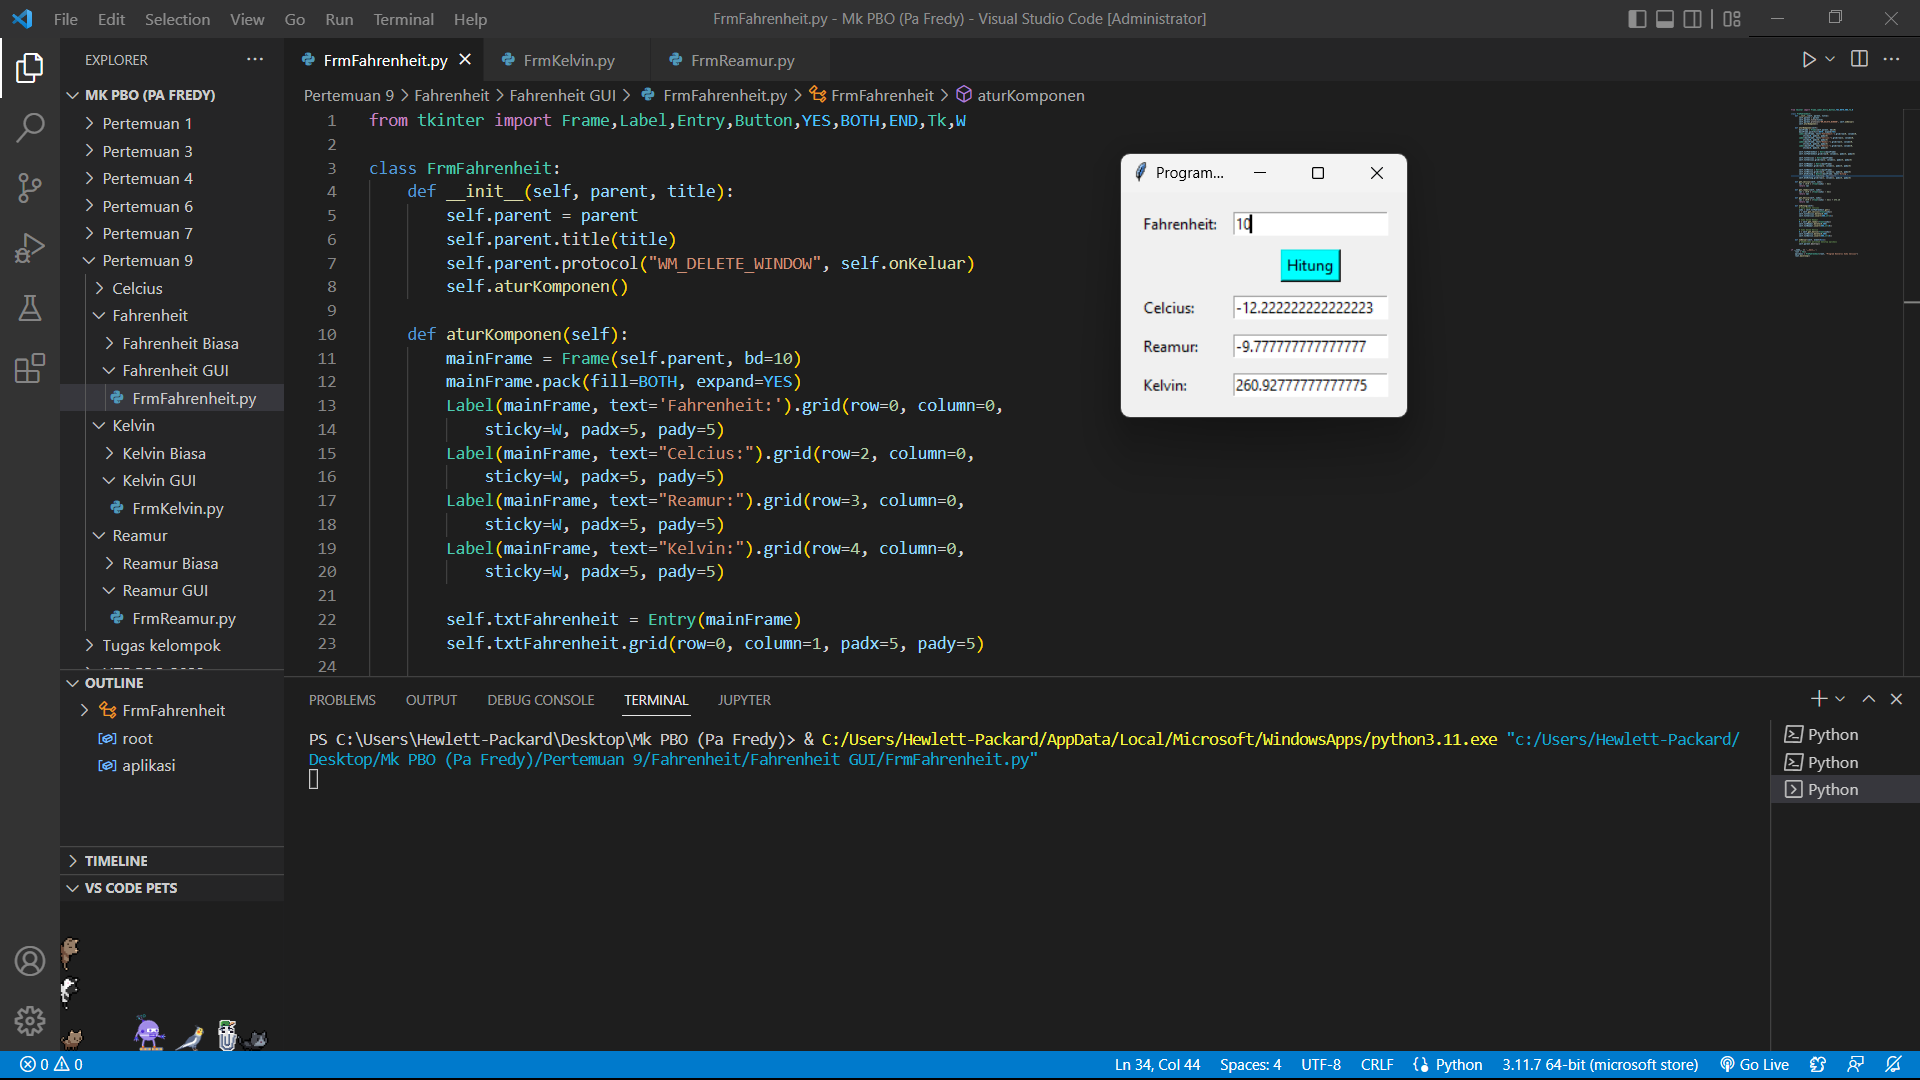 File Edit Selection View Go Run Terminal Help
FrmFahrenheit.py - Mk PBO (Pa Fredy) - Visual Studio Code [Administrator]
EXPLORER
MK PBO (PA FREDY)
Pertemuan 1
Pertemuan 3
Pertemuan 4
Pertemuan 6
Pertemuan 7
Pertemuan 9
Celcius
Fahrenheit
Fahrenheit Biasa
Fahrenheit GUI
FrmFahrenheit.py
Kelvin
Kelvin Biasa
Kelvin GUI
FrmKelvin.py
Reamur
Reamur Biasa
Reamur GUI
FrmReamur.py
Tugas kelompok
OUTLINE
FrmFahrenheit
root
aplikasi
TIMELINE
VS CODE PETS
FrmFahrenheit.py FrmKelvin.py FrmReamur.py
Pertemuan 9 > Fahrenheit > Fahrenheit GUI > FrmFahrenheit.py > FrmFahrenheit > aturKomponen
1 from tkinter import Frame,Label,Entry,Button,YES,BOTH,END,Tk,W
2
3 class FrmFahrenheit:
4 def __init__(self, parent, title):
5 self.parent = parent
6 self.parent.title(title)
7 self.parent.protocol("WM_DELETE_WINDOW", self.onKeluar)
8 self.aturKomponen()
9
10 def aturKomponen(self):
11 mainFrame = Frame(self.parent, bd=10)
12 mainFrame.pack(fill=BOTH, expand=YES)
13 Label(mainFrame, text='Fahrenheit:').grid(row=0, column=0,
14 sticky=W, padx=5, pady=5)
15 Label(mainFrame, text="Celcius:").grid(row=2, column=0,
16 sticky=W, padx=5, pady=5)
17 Label(mainFrame, text="Reamur:").grid(row=3, column=0,
18 sticky=W, padx=5, pady=5)
19 Label(mainFrame, text="Kelvin:").grid(row=4, column=0,
20 sticky=W, padx=5, pady=5)
21
22 self.txtFahrenheit = Entry(mainFrame)
23 self.txtFahrenheit.grid(row=0, column=1, padx=5, pady=5)
24
Program...
Fahrenheit: 10
Hitung
Celcius: -12.222222222222223
Reamur: -9.777777777777777
Kelvin: 260.92777777777775
PROBLEMS OUTPUT DEBUG CONSOLE TERMINAL JUPYTER
PS C:\Users\Hewlett-Packard\Desktop\Mk PBO (Pa Fredy)> & C:/Users/Hewlett-Packard/AppData/Local/Microsoft/WindowsApps/python3.11.exe "c:/Users/Hewlett-Packard/
Desktop/Mk PBO (Pa Fredy)/Pertemuan 9/Fahrenheit/Fahrenheit GUI/FrmFahrenheit.py"
Python
Python
Python
0 0 Ln 34, Col 44 Spaces: 4 UTF-8 CRLF Python 3.11.7 64-bit (microsoft store) Go Live